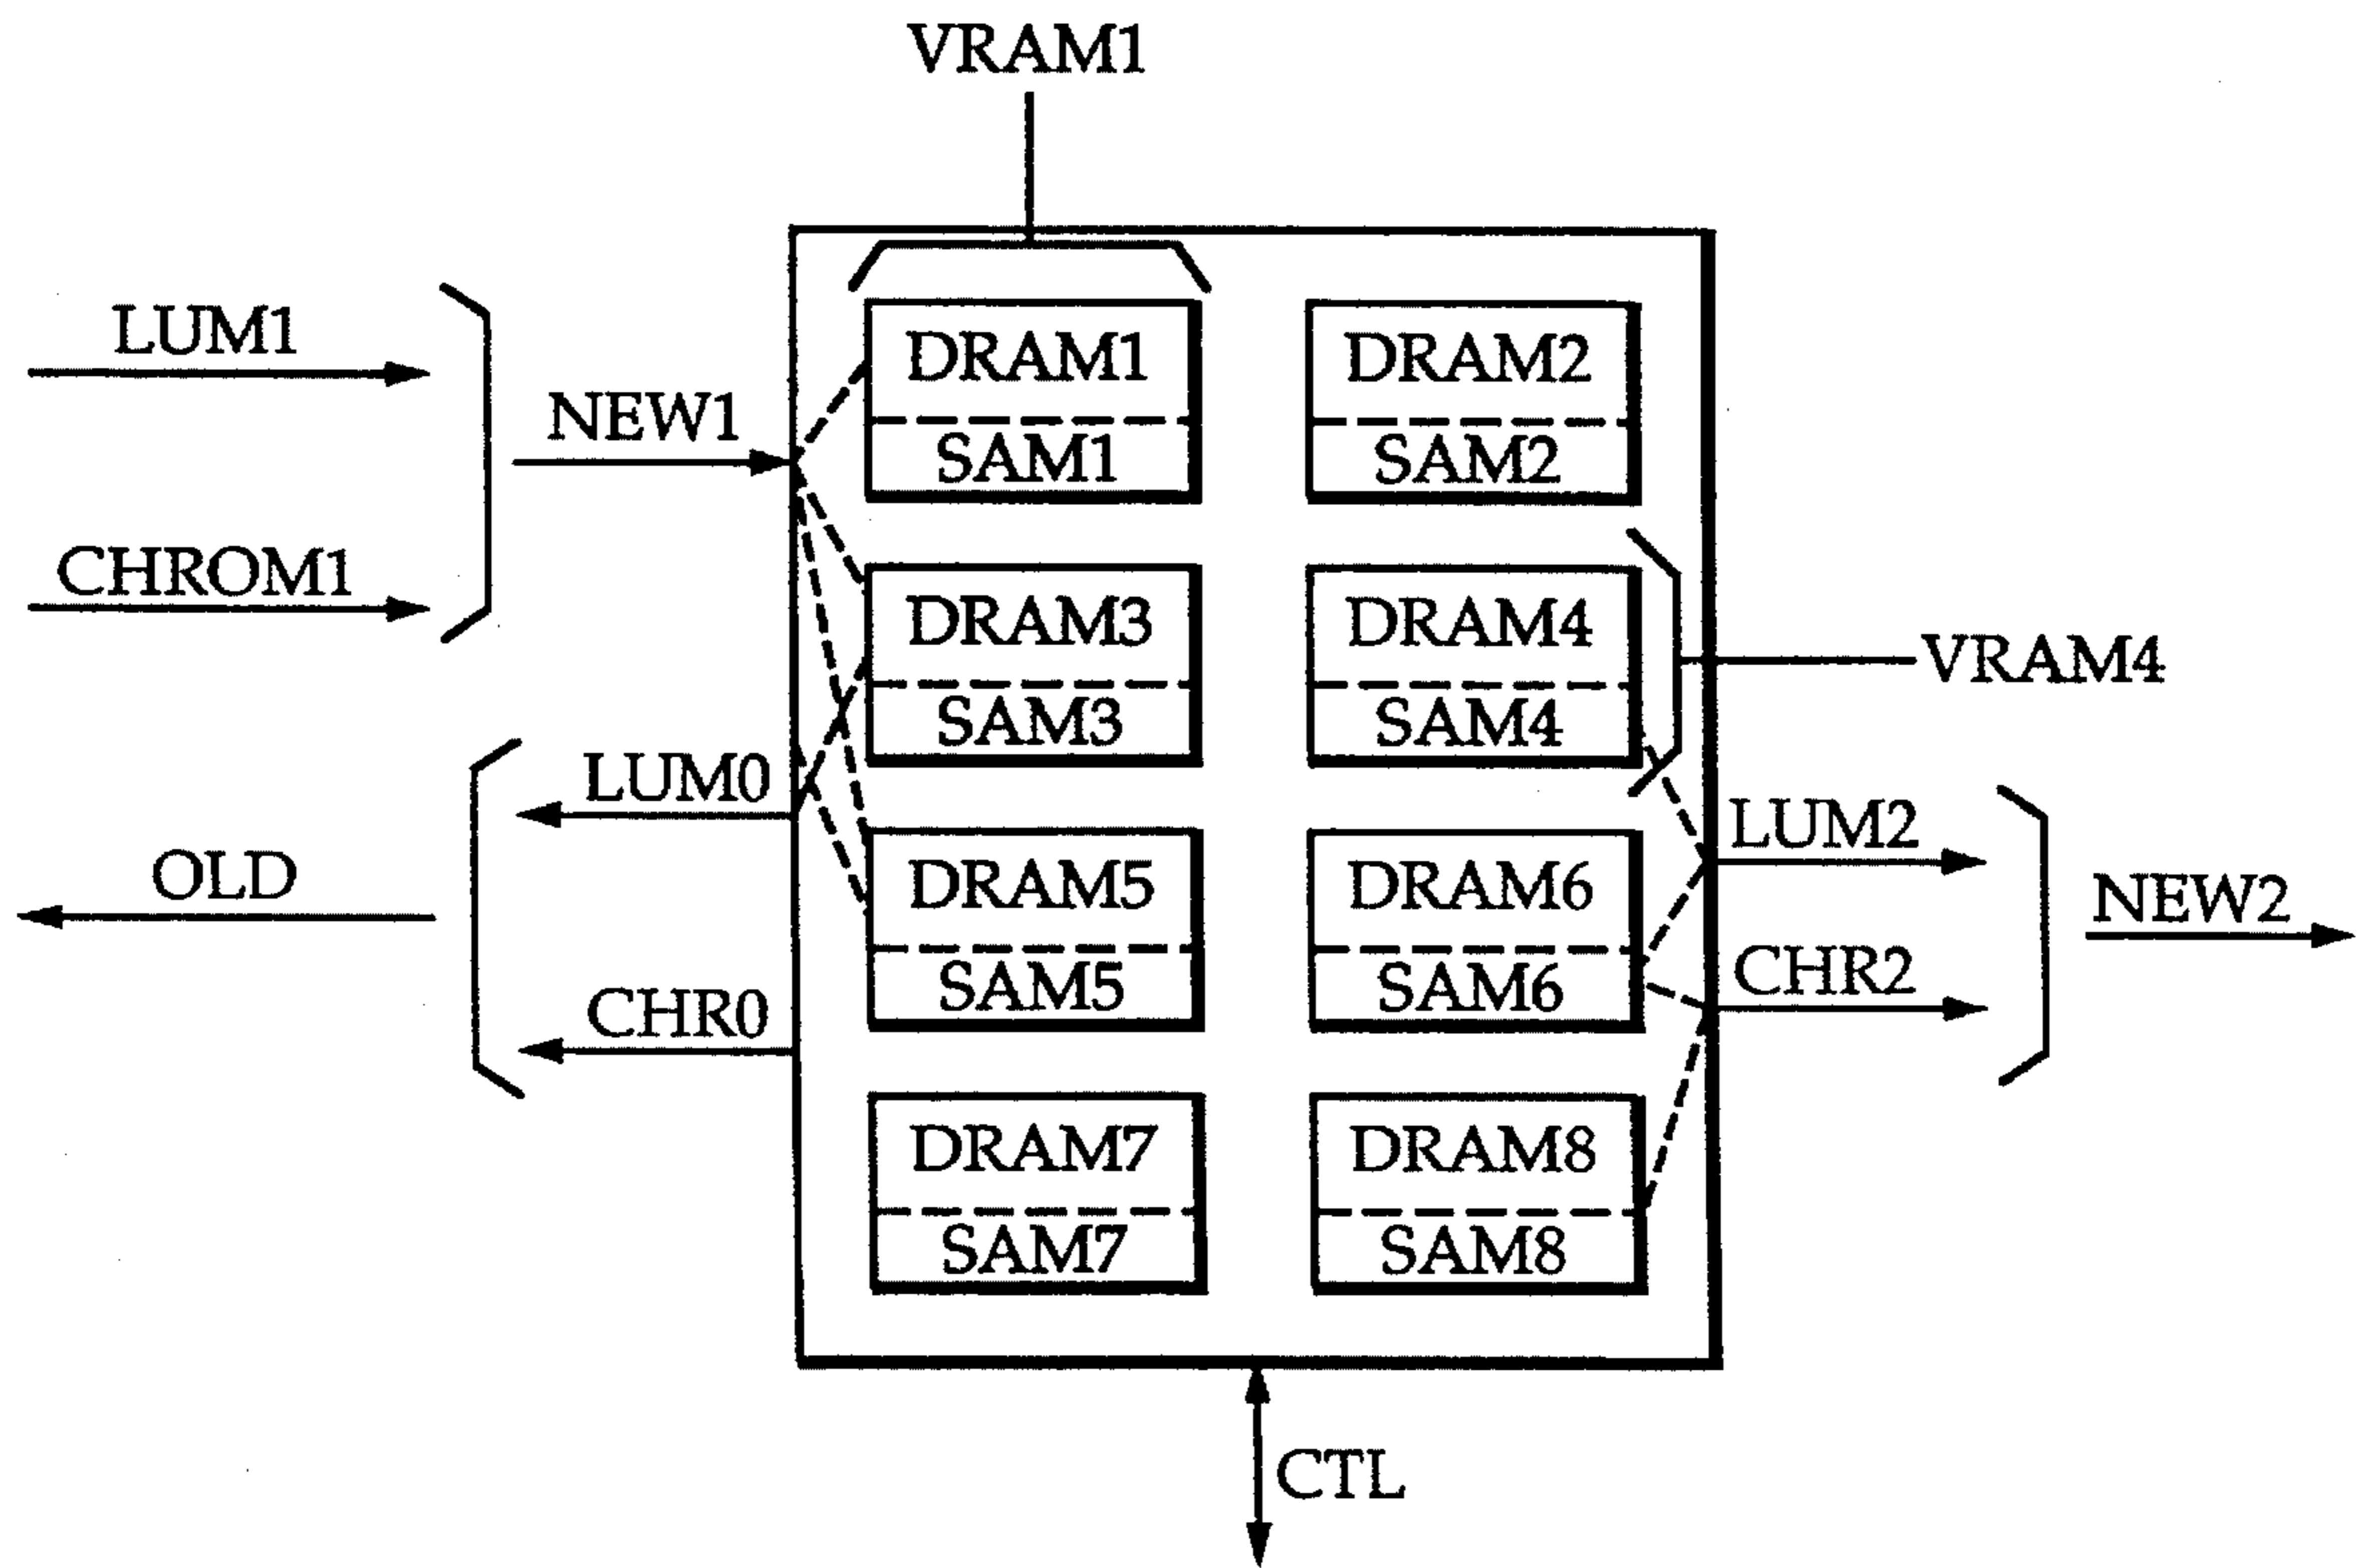 VRAM1
LUM1
NEW1
CHROM1
DRAM1
SAM1
DRAM2
SAM2
DRAM3
SAM3
DRAM4
SAM4
VRAM4
LUM0
OLD
CHR0
DRAM5
SAM5
DRAM6
SAM6
LUM2
CHR2
NEW2
DRAM7
SAM7
DRAM8
SAM8
CTL